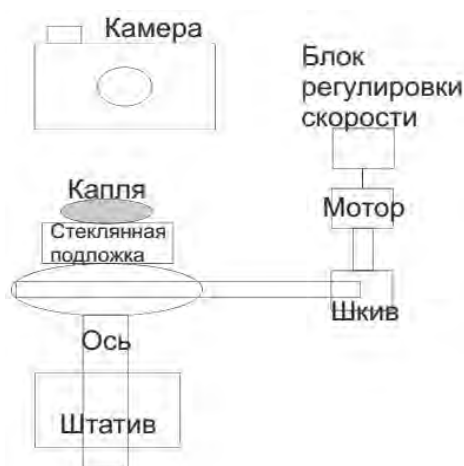 Камера
Блок
регулировки
скорости
Капля
Мотор
Стеклянная
подложка
Шкив
Ось
Штатив